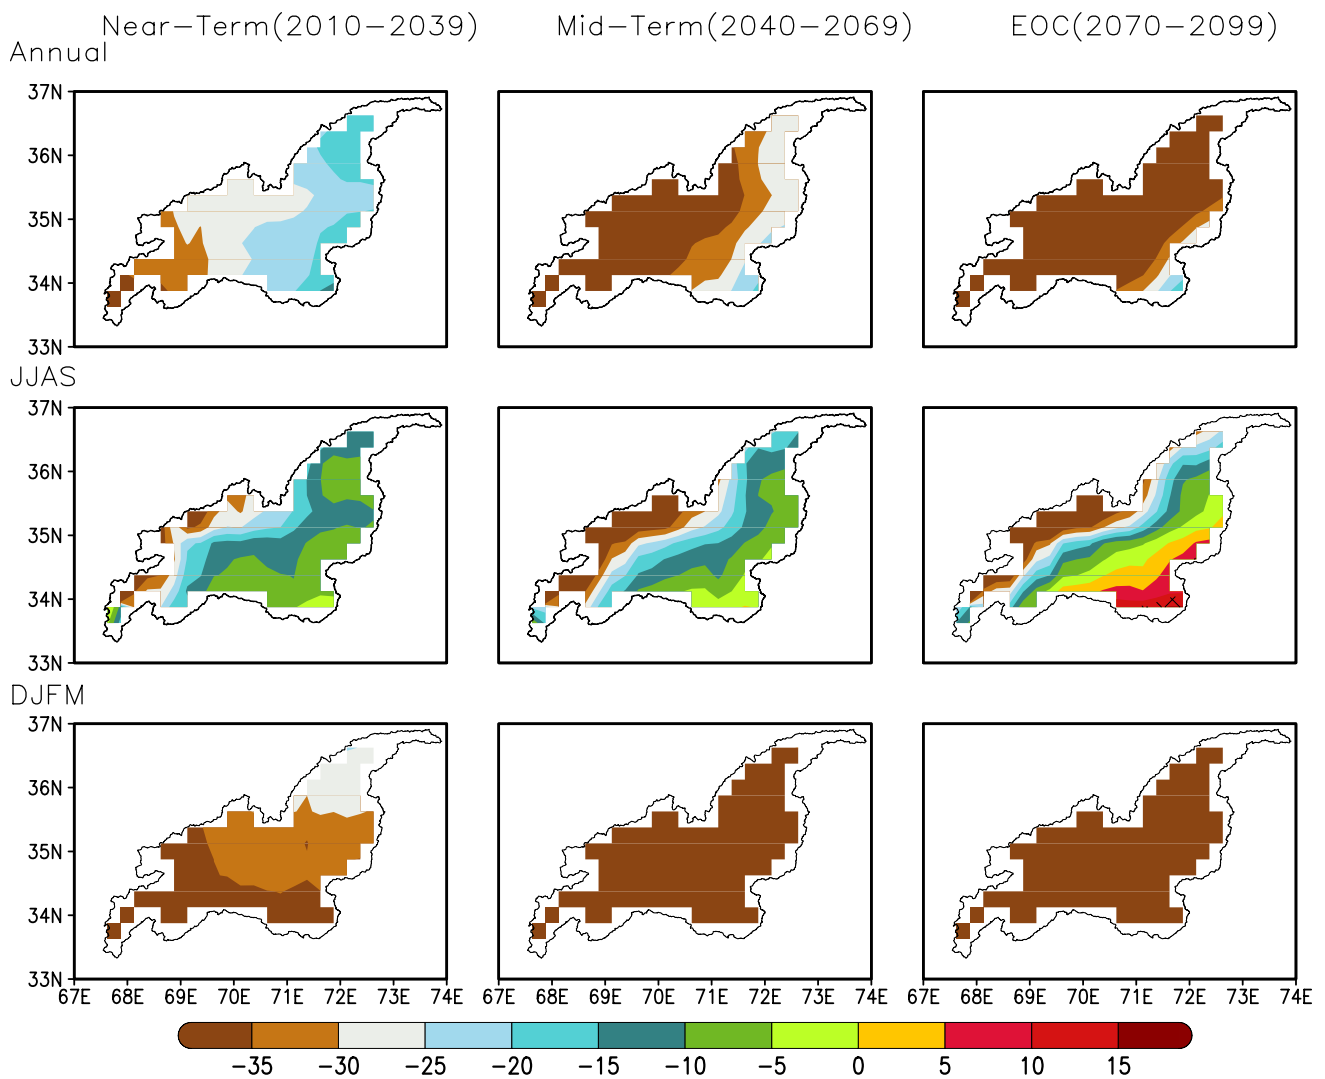 Near-Term(2010-2039) Mid-Term(2040-2069) EOC(2070-2099)
Annual
37N
36N
35N
34N
33N
JJAS
37N
36N
35N
34N
33N
DJFM
37N
36N
35N
34N
33N
67E 68E 69E 70E 71E 72E 73E 74E 67E 68E 69E 70E 71E 72E 73E 74E 67E 68E 69E 70E 71E 72E 73E 74E
-35 -30 -25 -20 -15 -10 -5 0 5 10 15